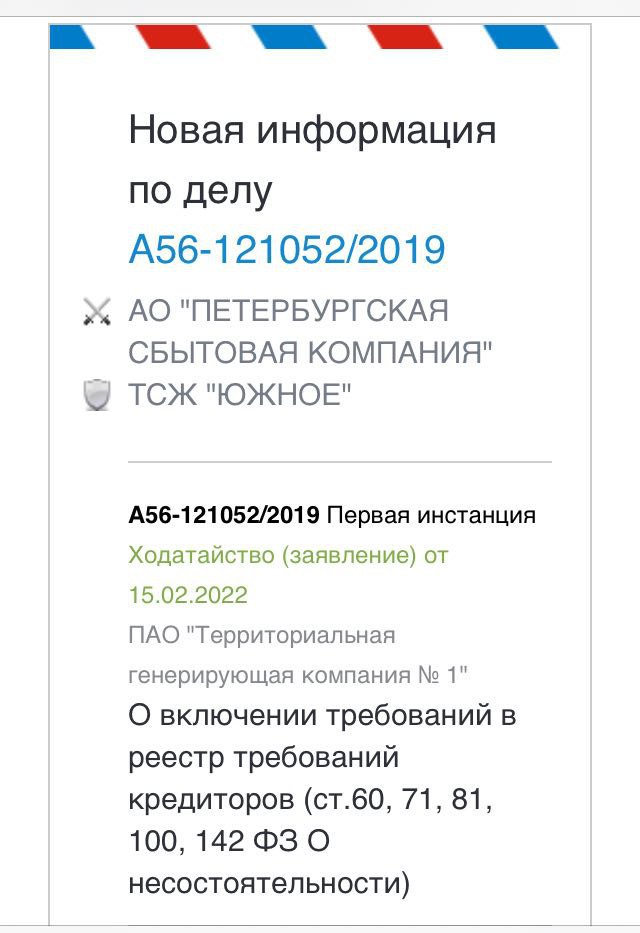 Новая информация
по делу
А56-121052/2019
АО "ПЕТЕРБУРГСКАЯ
СБЫТОВАЯ КОМПАНИЯ"
ТСЖ "ЮЖНОЕ"
А56-121052/2019 Первая инстанция
Ходатайство (заявление) от
15.02.2022
ПАО "Территориальная
генерирующая компания № 1"
О включении требований в
реестр требований
кредиторов (ст.60, 71, 81,
100, 142 ФЗ О
несостоятельности)